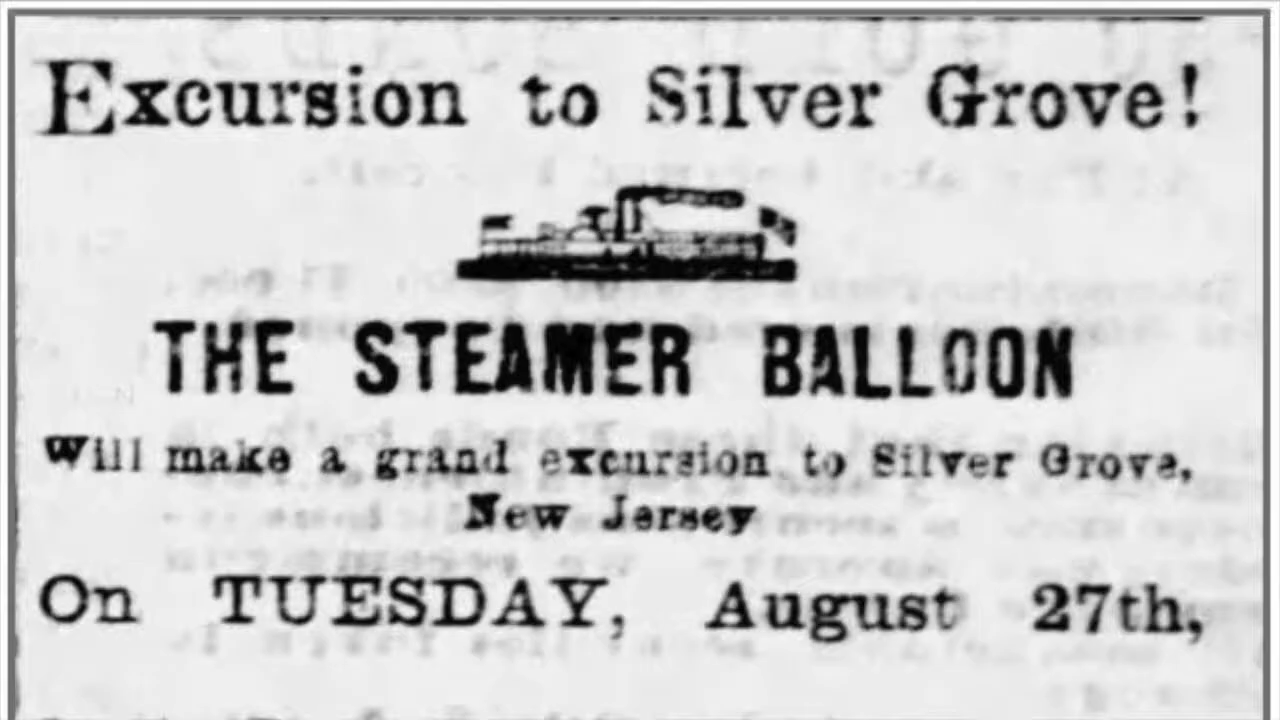 Excursion to Silver Grove!
THE STEAMER BALLOON
Will make a grand excursion to Silver Grove,
New Jersey
On TUESDAY, August 27th,